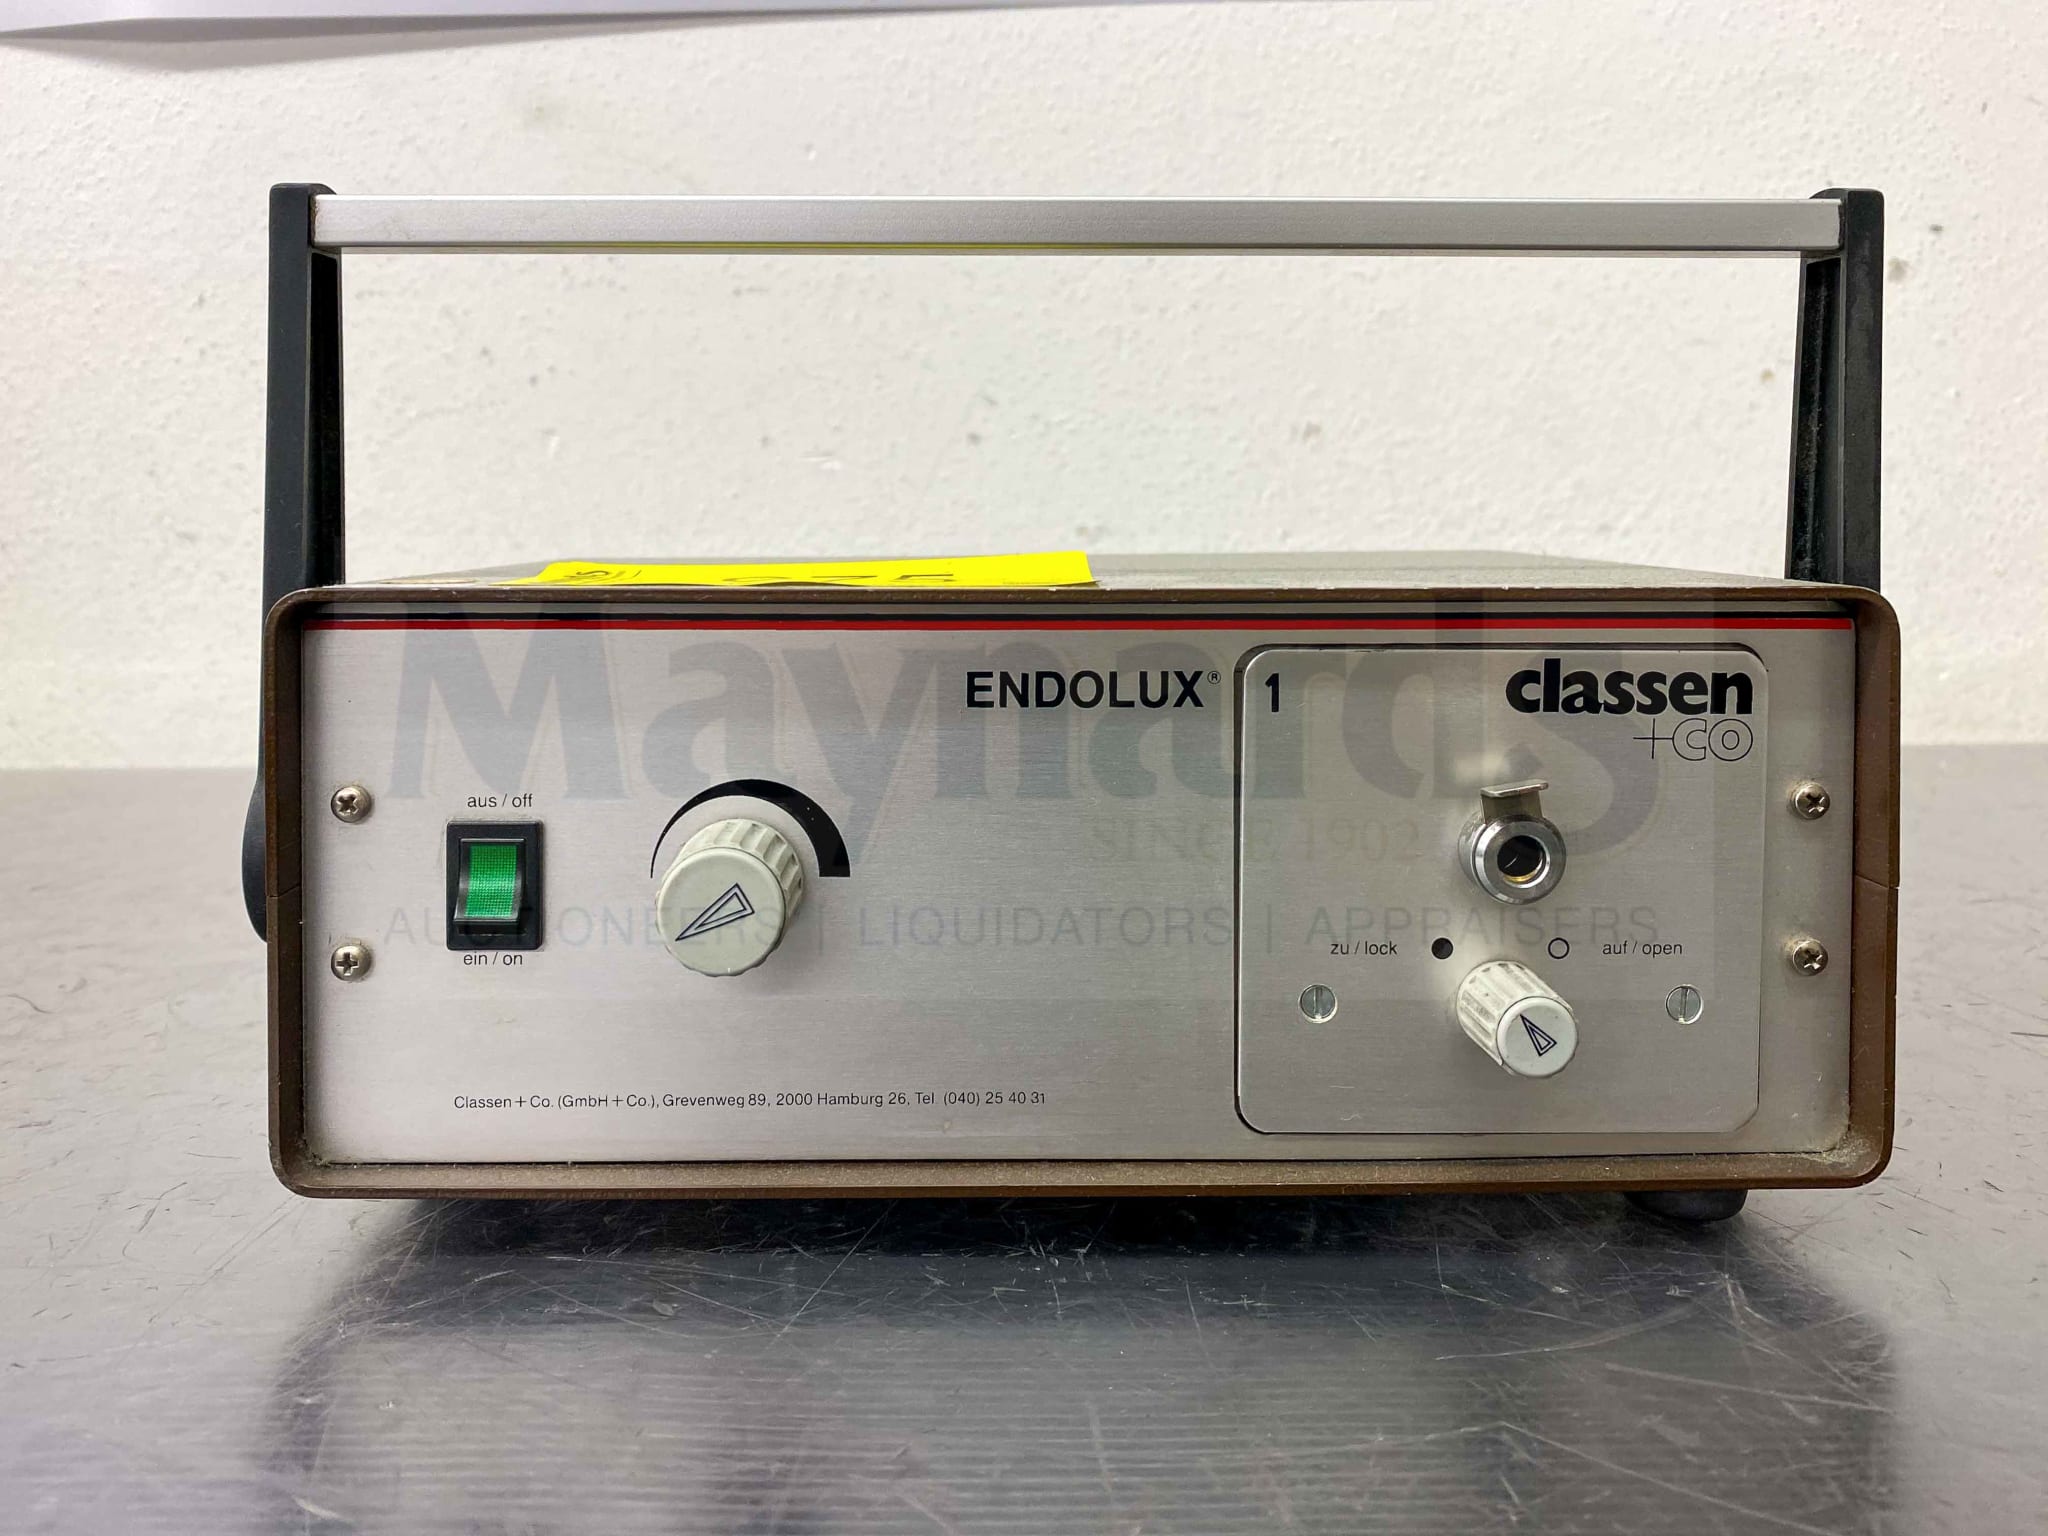 Maynards
SINCE 1902
AUCTIONEERS | LIQUIDATORS | APPRAISERS
ENDOLUX®
1
classen
+CO
aus / off
ein / on
zu / lock
auf / open
Classen + Co. (GmbH + Co.), Grevenweg 89, 2000 Hamburg 26, Tel. (040) 25 40 31